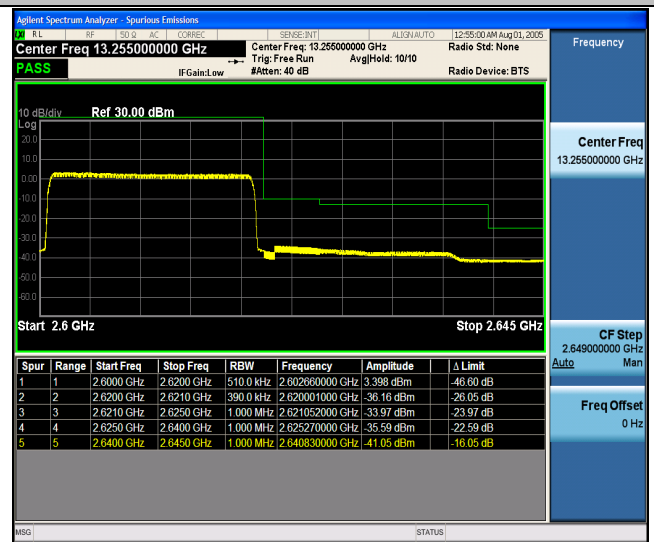 Agilent Spectrum Analyzer - Spurious Emissions
LXI RL RF 50 Ω AC CORREC SENSE:INT ALIGN AUTO 12:55:00 AM Aug 01, 2005
Center Freq 13.255000000 GHz
Center Freq: 13.255000000 GHz
Radio Std: None
Trig: Free Run Avg|Hold: 10/10
PASS
IFGain:Low
#Atten: 40 dB
Radio Device: BTS
Frequency
10 dB/div Ref 30.00 dBm
Log
20.0
10.0
0.00
-10.0
-20.0
-30.0
-40.0
-50.0
-60.0
Start 2.6 GHz Stop 2.645 GHz
Spur Range Start Freq Stop Freq RBW Frequency Amplitude Δ Limit
1 1 2.6000 GHz 2.6200 GHz 510.0 kHz 2.602660000 GHz 3.398 dBm -46.60 dB
2 2 2.6200 GHz 2.6210 GHz 390.0 kHz 2.620001000 GHz -36.16 dBm -26.05 dB
3 3 2.6210 GHz 2.6250 GHz 1.000 MHz 2.621052000 GHz -33.97 dBm -23.97 dB
4 4 2.6250 GHz 2.6400 GHz 1.000 MHz 2.625270000 GHz -35.59 dBm -22.59 dB
5 5 2.6400 GHz 2.6450 GHz 1.000 MHz 2.640830000 GHz -41.05 dBm -16.05 dB
Center Freq
13.255000000 GHz
CF Step
2.649000000 GHz
Auto Man
Freq Offset
0 Hz
MSG STATUS